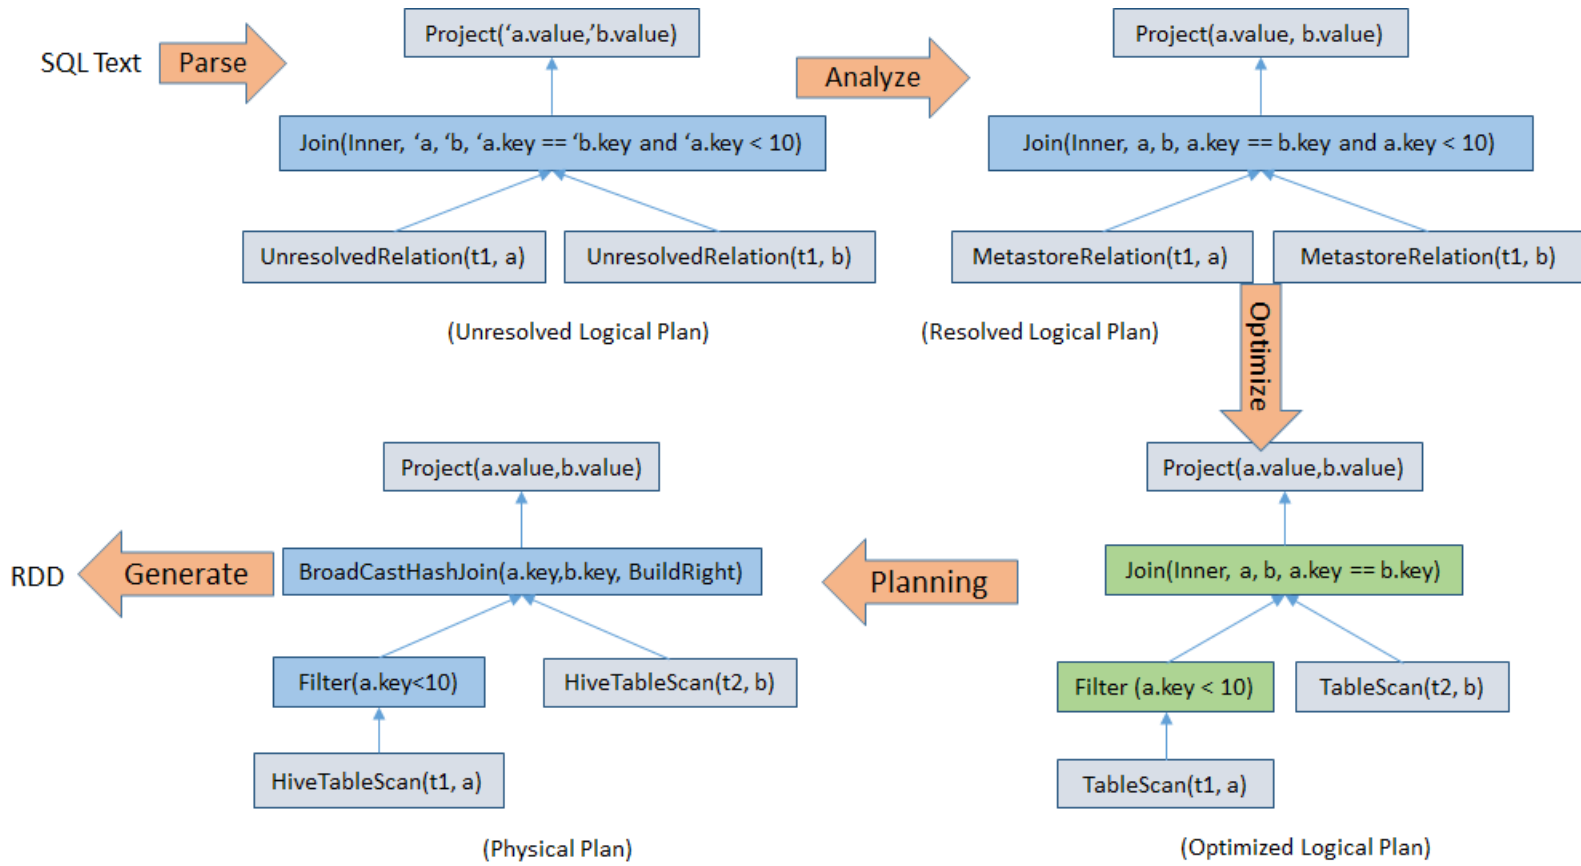 SQL Text
Parse
Project(‘a.value,’b.value)
Join(Inner, ‘a, ‘b, ‘a.key == ‘b.key and ‘a.key < 10)
UnresolvedRelation(t1, a)
UnresolvedRelation(t1, b)
(Unresolved Logical Plan)
Analyze
Project(a.value, b.value)
Join(Inner, a, b, a.key == b.key and a.key < 10)
MetastoreRelation(t1, a)
MetastoreRelation(t1, b)
(Resolved Logical Plan)
Optimize
Project(a.value,b.value)
Join(Inner, a, b, a.key == b.key)
Filter (a.key < 10)
TableScan(t2, b)
TableScan(t1, a)
(Optimized Logical Plan)
Planning
Project(a.value,b.value)
BroadCastHashJoin(a.key,b.key, BuildRight)
Filter(a.key<10)
HiveTableScan(t2, b)
HiveTableScan(t1, a)
(Physical Plan)
Generate
RDD